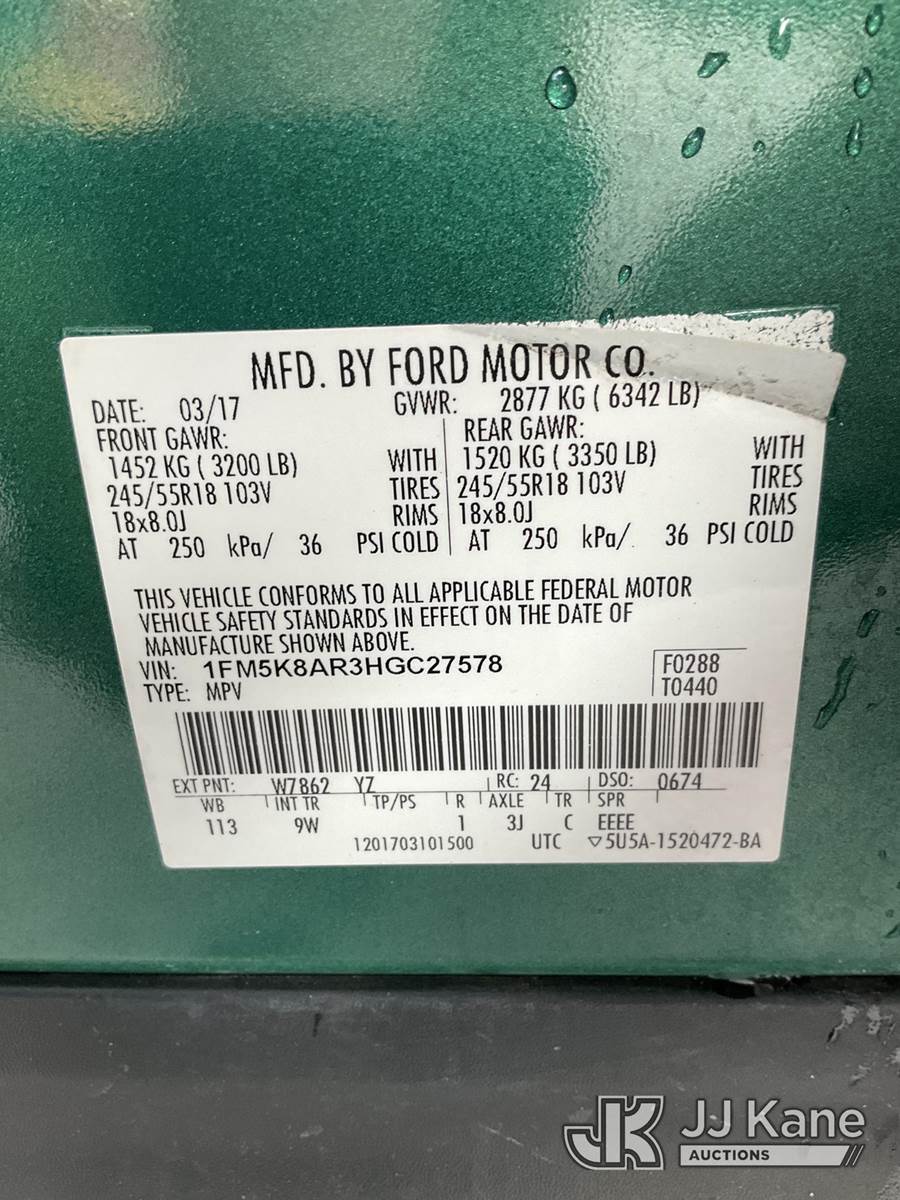 MFD. BY FORD MOTOR CO.
DATE: 03/17 GVWR: 2877 KG ( 6342 LB)
FRONT GAWR: REAR GAWR:
1452 KG ( 3200 LB) WITH 1520 KG ( 3350 LB) WITH
245/55R18 103V TIRES 245/55R18 103V TIRES
18x8.0J RIMS 18x8.0J RIMS
AT 250 kPa/ 36 PSI COLD AT 250 kPa/. 36 PSI COLD
THIS VEHICLE CONFORMS TO ALL APPLICABLE FEDERAL MOTOR
VEHICLE SAFETY STANDARDS IN EFFECT ON THE DATE OF
MANUFACTURE SHOWN ABOVE.
VIN: 1FM5K8AR3HGC27578 F0288
TYPE: MPV T0440
EXT PNT: W7862 YZ RC: 24 DSO: 0674
WB INT TR TP/PS R AXLE TR SPR
113 9W 1 3J C EEEE
1201703101500 UTC ▽5U5A-1520472-BA
JK JJ Kane
AUCTIONS